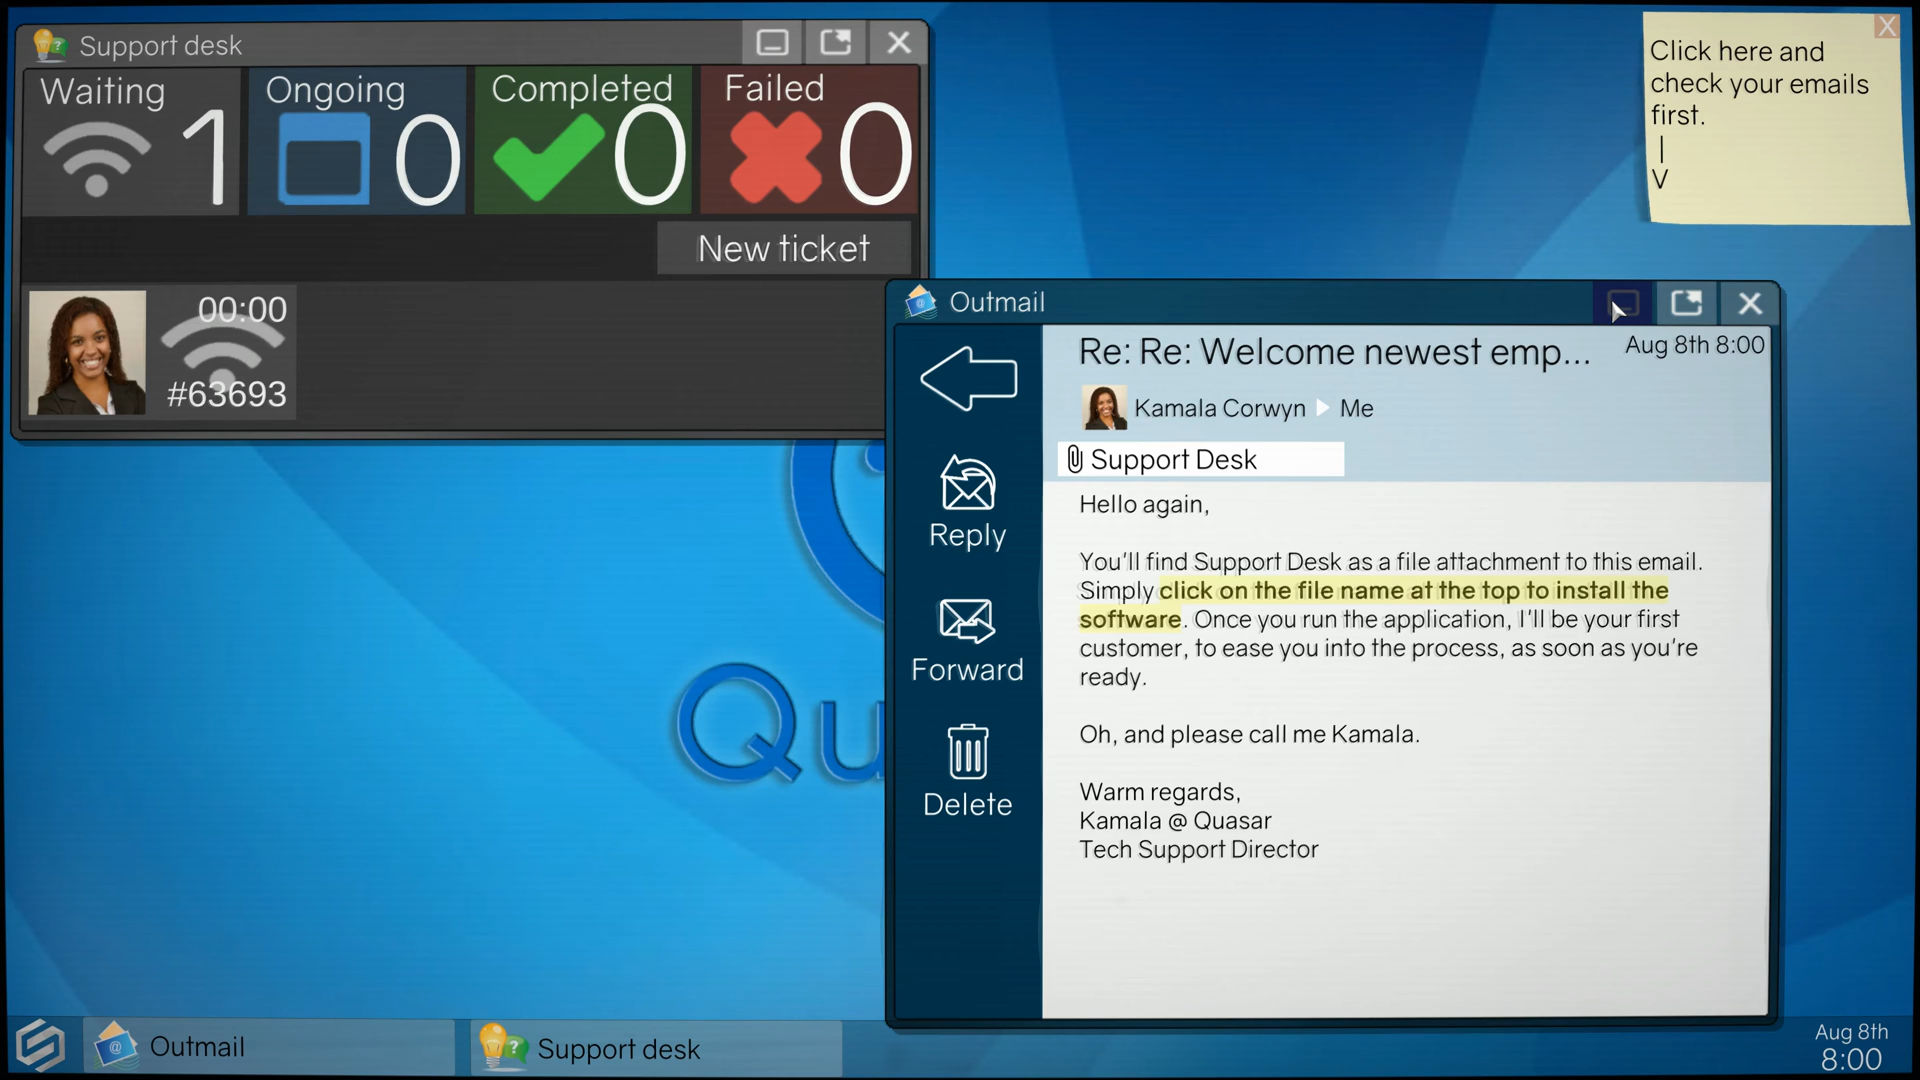 Support desk
Waiting
1
Ongoing
0
Completed
0
Failed
0
New ticket
00:00
#63693
Click here and
check your emails
first.
|
V
X
Outmail
Re: Re: Welcome newest emp...
Aug 8th 8:00
Kamala Corwyn
Me
Support Desk
Reply
Forward
Delete
Hello again,
You'll find Support Desk as a file attachment to this email.
Simply click on the file name at the top to install the
software. Once you run the application, I'll be your first
customer, to ease you into the process, as soon as you're
ready.
Oh, and please call me Kamala.
Warm regards,
Kamala @ Quasar
Tech Support Director
Qu
Outmail
Support desk
Aug 8th
8:00